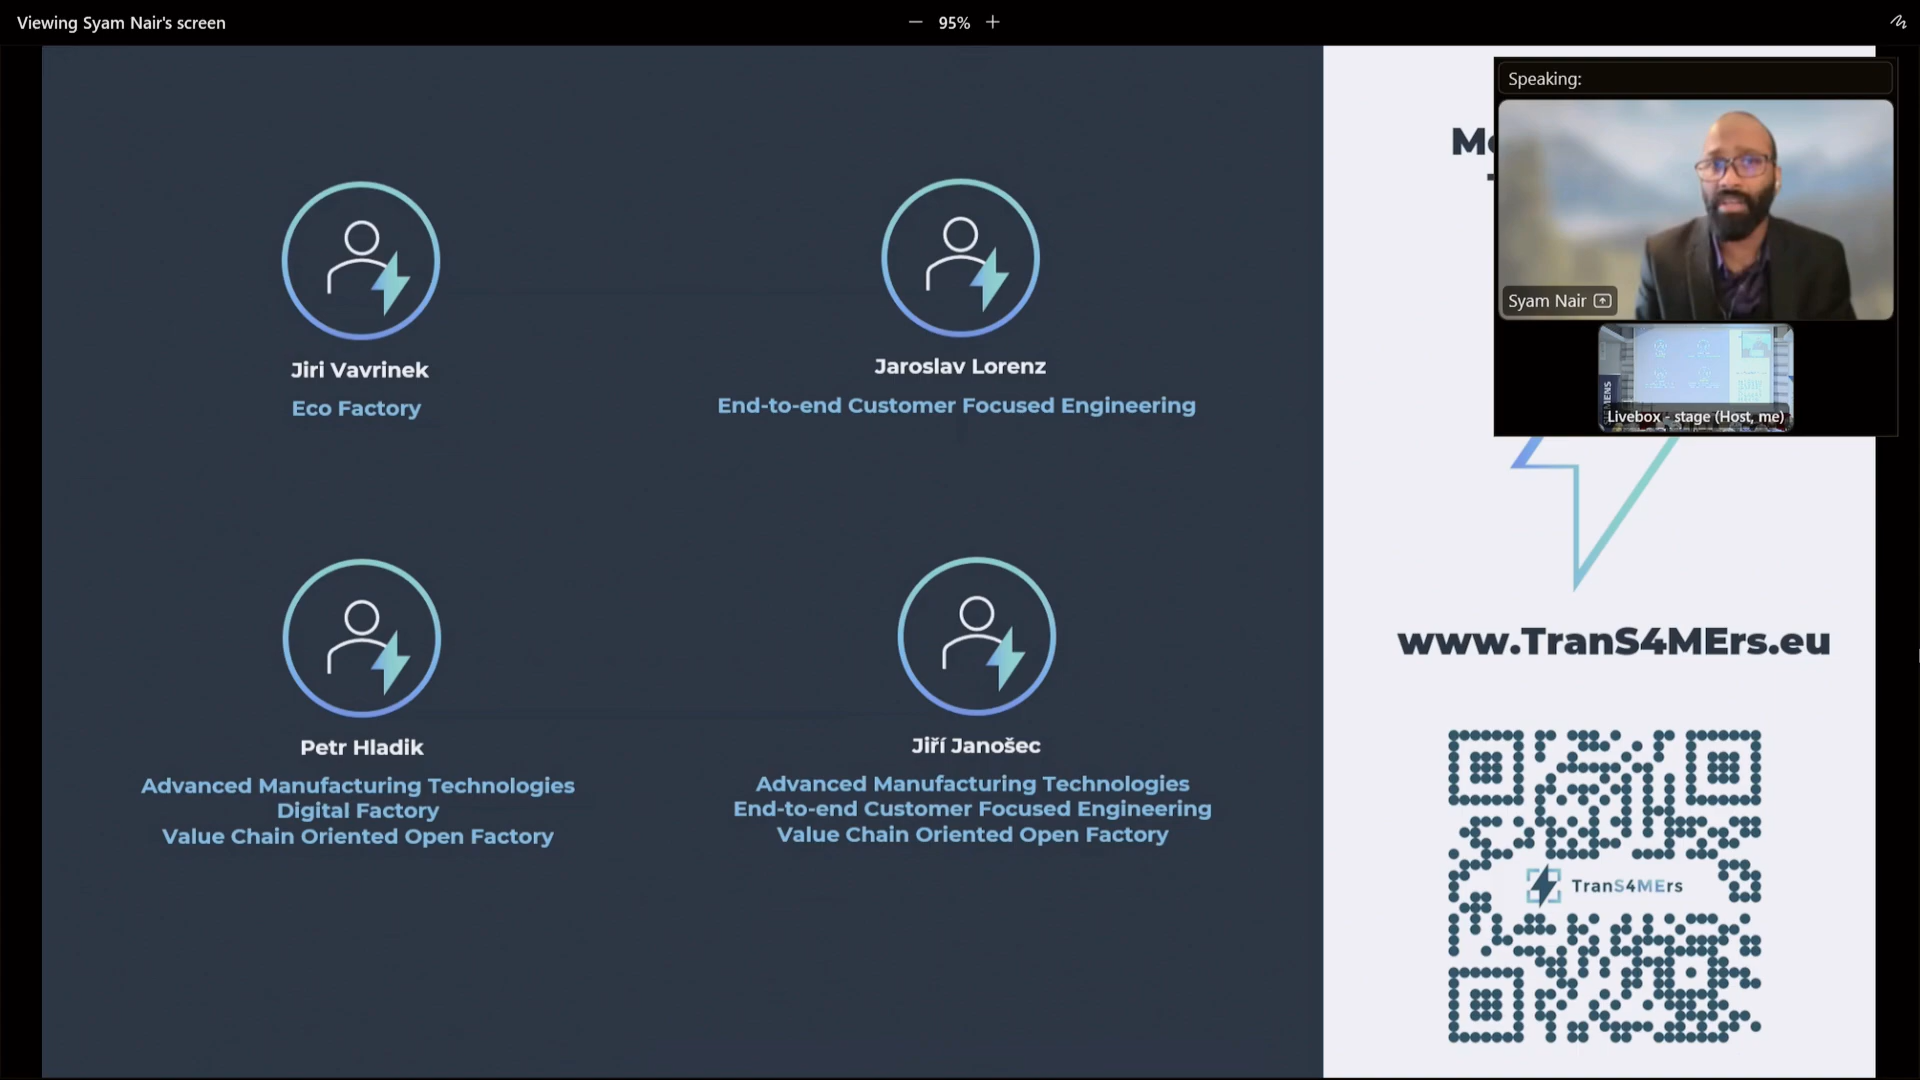 Viewing Syam Nair's screen
95%
Speaking:
Syam Nair
SIEMENS
Livebox - stage (Host, me)
Jiri Vavrinek
Eco Factory
Jaroslav Lorenz
End-to-end Customer Focused Engineering
Petr Hladik
Advanced Manufacturing Technologies
Digital Factory
Value Chain Oriented Open Factory
Jiří Janošec
Advanced Manufacturing Technologies
End-to-end Customer Focused Engineering
Value Chain Oriented Open Factory
www.TranS4MErs.eu
TranS4MErs